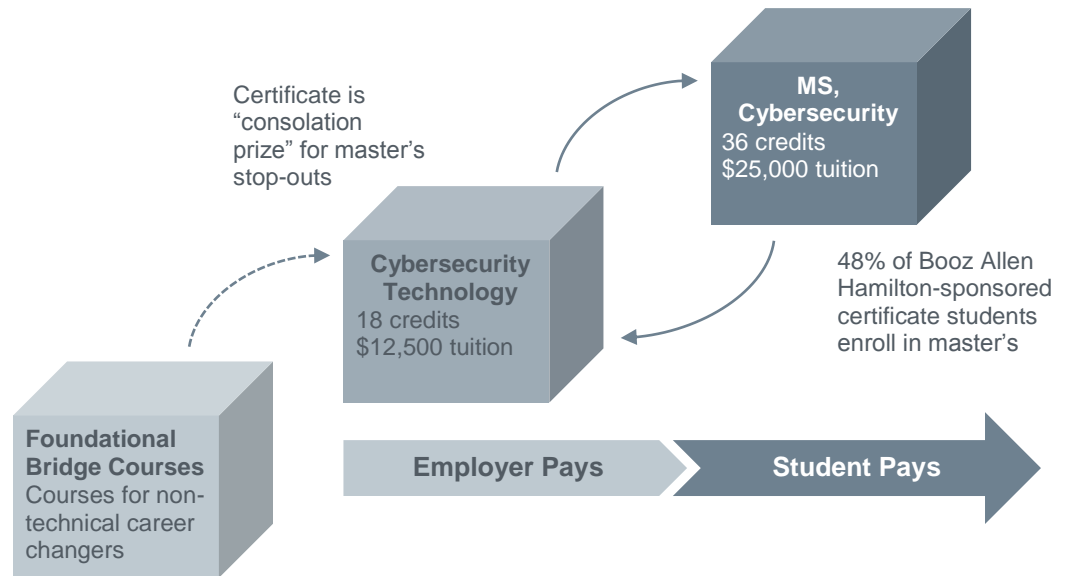 Certificate is
“consolation
prize” for master’s
stop-outs
MS,
Cybersecurity
36 credits
$25,000 tuition
Cybersecurity
Technology
18 credits
$12,500 tuition
48% of Booz Allen
Hamilton-sponsored
certificate students
enroll in master’s
Foundational
Bridge Courses
Courses for non-
technical career
changers
Employer Pays
Student Pays